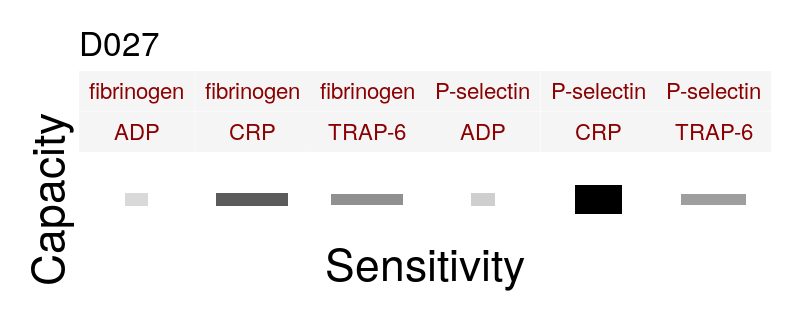 D027
fibrinogen fibrinogen fibrinogen P-selectin P-selectin P-selectin
ADP CRP TRAP-6 ADP CRP TRAP-6
Capacity
Sensitivity